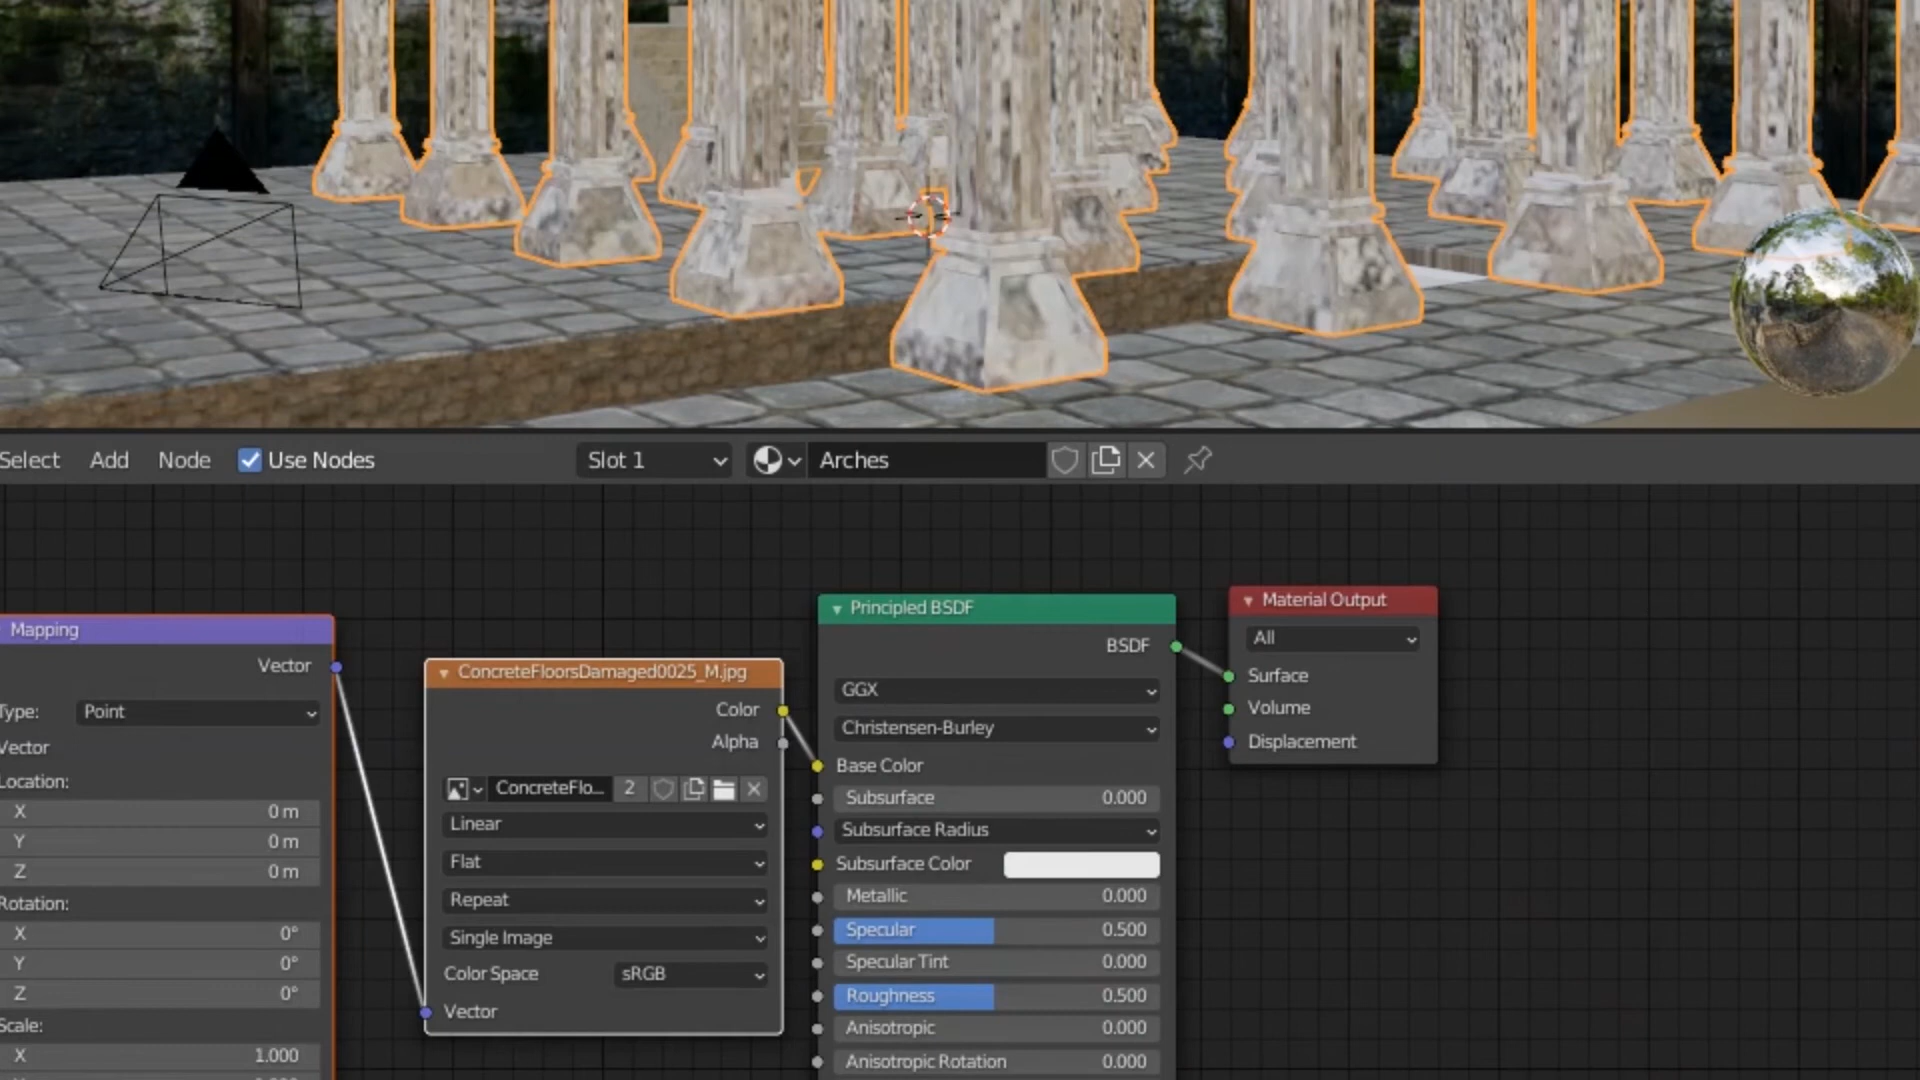 Select Add Node Use Nodes Slot 1 Arches
Mapping
Vector
Type: Point
Vector
Location:
X 0 m
Y 0 m
Z 0 m
Rotation:
X 0°
Y 0°
Z 0°
Scale:
X 1.000
ConcreteFloorsDamaged0025_M.jpg
Color
Alpha
ConcreteFlo... 2
Linear
Flat
Repeat
Single Image
Color Space sRGB
Vector
Principled BSDF
BSDF
GGX
Christensen-Burley
Base Color
Subsurface 0.000
Subsurface Radius
Subsurface Color
Metallic 0.000
Specular 0.500
Specular Tint 0.000
Roughness 0.500
Anisotropic 0.000
Anisotropic Rotation 0.000
Material Output
All
Surface
Volume
Displacement